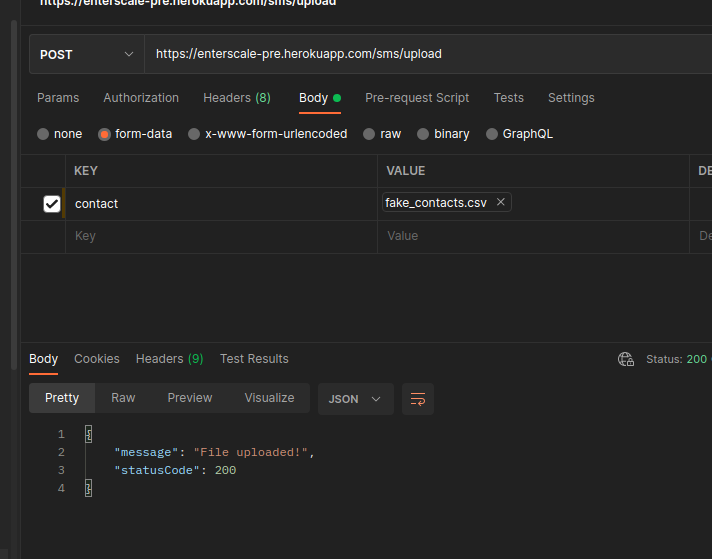 https://enterscale-pre.herokuapp.com/sms/upload
POST https://enterscale-pre.herokuapp.com/sms/upload
Params Authorization Headers (8) Body Pre-request Script Tests Settings
none form-data x-www-form-urlencoded raw binary GraphQL
KEY VALUE DE
contact fake_contacts.csv
Key Value De
Body Cookies Headers (9) Test Results Status: 200
Pretty Raw Preview Visualize JSON
1 {
2 "message": "File uploaded!",
3 "statusCode": 200
4 }